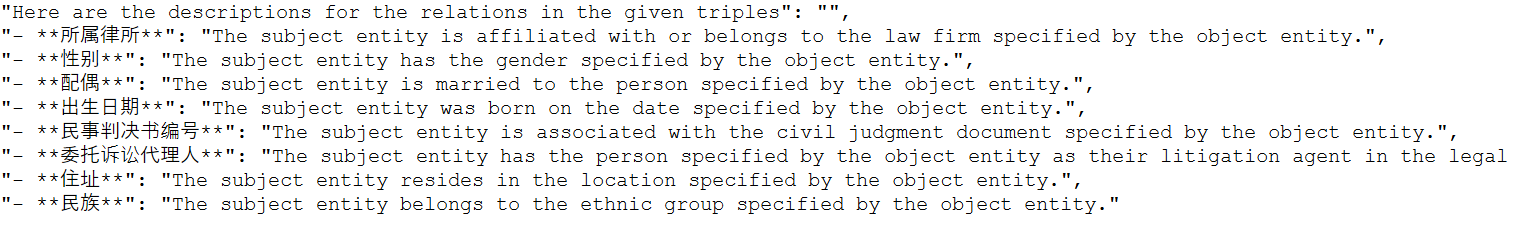 "Here are the descriptions for the relations in the given triples": "",
"- **所属律所**": "The subject entity is affiliated with or belongs to the law firm specified by the object entity.",
"- **性别**": "The subject entity has the gender specified by the object entity.",
"- **配偶**": "The subject entity is married to the person specified by the object entity.",
"- **出生日期**": "The subject entity was born on the date specified by the object entity.",
"- **民事判决书编号**": "The subject entity is associated with the civil judgment document specified by the object entity.",
"- **委托诉讼代理人**": "The subject entity has the person specified by the object entity as their litigation agent in the legal
"- **住址**": "The subject entity resides in the location specified by the object entity.",
"- **民族**": "The subject entity belongs to the ethnic group specified by the object entity."